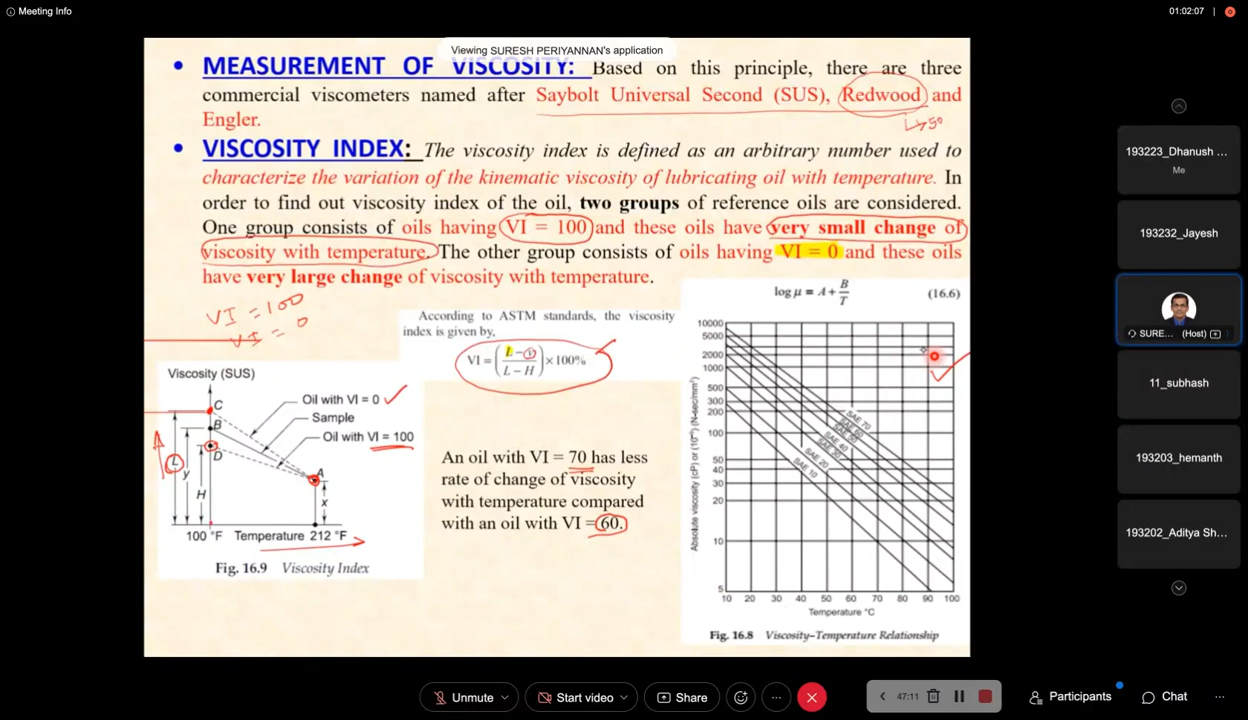 Meeting Info
01:02:07
Viewing SURESH PERIYANNAN's application
• MEASUREMENT OF VISCOSITY: Based on this principle, there are three
commercial viscometers named after Saybolt Universal Second (SUS), Redwood and
Engler.
• VISCOSITY INDEX: The viscosity index is defined as an arbitrary number used to
characterize the variation of the kinematic viscosity of lubricating oil with temperature. In
order to find out viscosity index of the oil, two groups of reference oils are considered.
One group consists of oils having VI = 100 and these oils have very small change of
viscosity with temperature. The other group consists of oils having VI = 0 and these oils
have very large change of viscosity with temperature.
VI = 100
VI = 0
According to ASTM standards, the viscosity
index is given by,
VI = (L - y / L - H) × 100%
Viscosity (SUS)
C
Oil with VI = 0
B
Sample
Oil with VI = 100
D
A
L
y
H
x
100 °F Temperature 212 °F
Fig. 16.9 Viscosity Index
An oil with VI = 70 has less
rate of change of viscosity
with temperature compared
with an oil with VI = 60.
log μ = A + B/T (16.6)
10000
5000
2000
1000
500
300
200
100
50
40
30
20
10
5
Absolute viscosity (cP) or (10⁻⁹) (N-sec/mm²)
SAE 70
SAE 40
SAE 20
SAE 10
10 20 30 40 50 60 70 80 90 100
Temperature °C
Fig. 16.8 Viscosity–Temperature Relationship
193223_Dhanush ...
Me
193232_Jayesh
SURE... (Host)
11_subhash
193203_hemanth
193202_Aditya Sh...
Unmute
Start video
Share
47:11
Participants
Chat